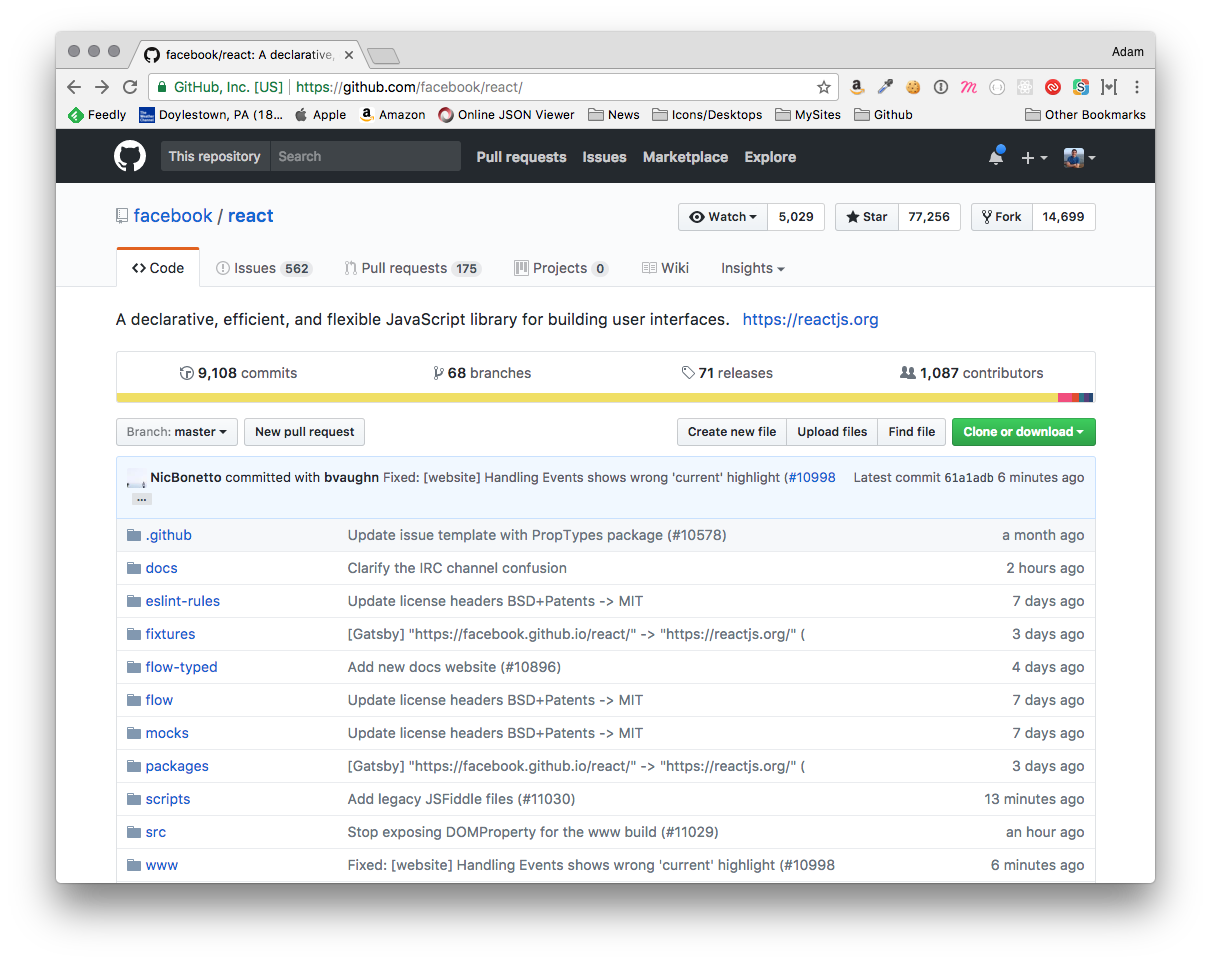 facebook/react: A declarative, Adam
GitHub, Inc. [US] https://github.com/facebook/react/
Feedly Doylestown, PA (18... Apple Amazon Online JSON Viewer News Icons/Desktops MySites Github Other Bookmarks
This repository Search Pull requests Issues Marketplace Explore
facebook / react Watch 5,029 Star 77,256 Fork 14,699
Code Issues 562 Pull requests 175 Projects 0 Wiki Insights
A declarative, efficient, and flexible JavaScript library for building user interfaces. https://reactjs.org
9,108 commits 68 branches 71 releases 1,087 contributors
Branch: master New pull request Create new file Upload files Find file Clone or download
NicBonetto committed with bvaughn Fixed: [website] Handling Events shows wrong 'current' highlight (#10998 Latest commit 61a1adb 6 minutes ago
...
.github Update issue template with PropTypes package (#10578) a month ago
docs Clarify the IRC channel confusion 2 hours ago
eslint-rules Update license headers BSD+Patents -> MIT 7 days ago
fixtures [Gatsby] "https://facebook.github.io/react/" -> "https://reactjs.org/" ( 3 days ago
flow-typed Add new docs website (#10896) 4 days ago
flow Update license headers BSD+Patents -> MIT 7 days ago
mocks Update license headers BSD+Patents -> MIT 7 days ago
packages [Gatsby] "https://facebook.github.io/react/" -> "https://reactjs.org/" ( 3 days ago
scripts Add legacy JSFiddle files (#11030) 13 minutes ago
src Stop exposing DOMProperty for the www build (#11029) an hour ago
www Fixed: [website] Handling Events shows wrong 'current' highlight (#10998 6 minutes ago